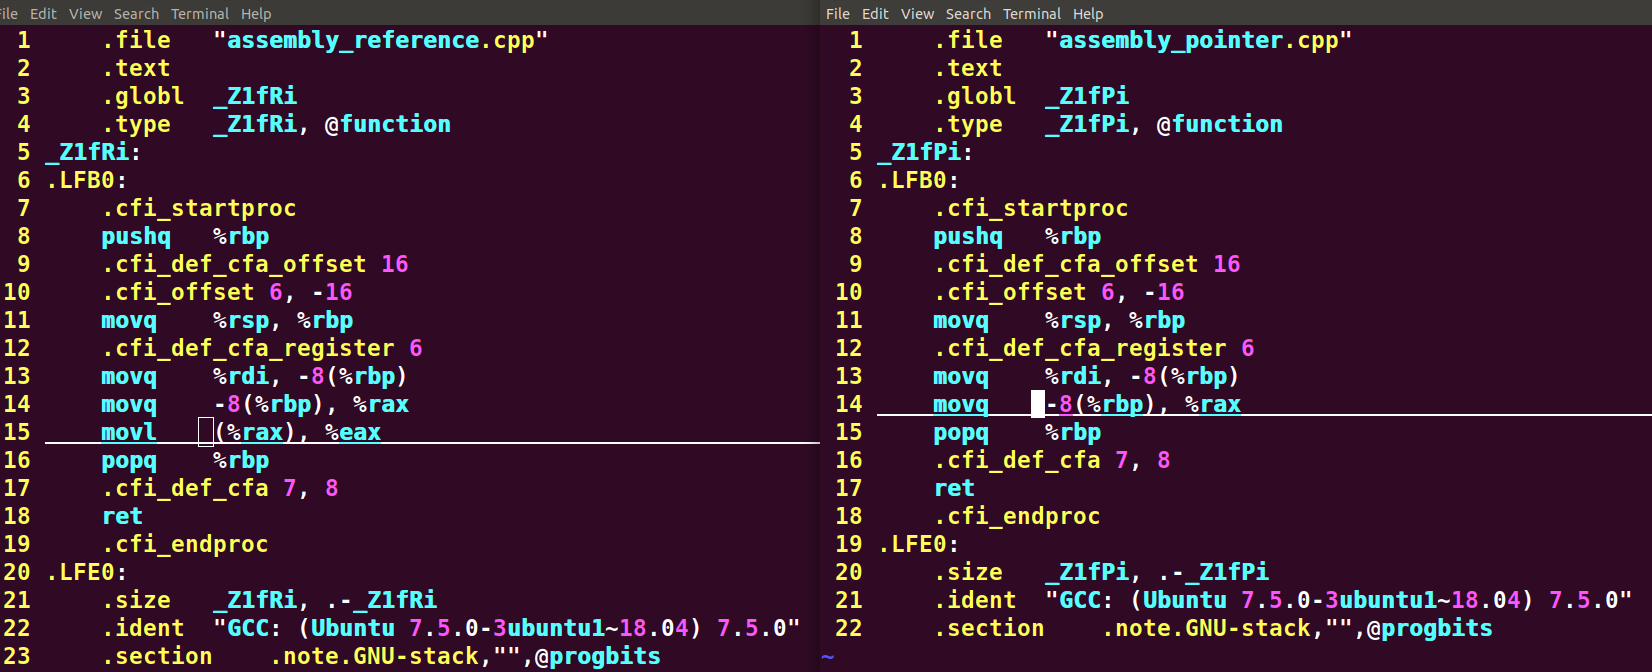 ile Edit View Search Terminal Help
1 .file "assembly_reference.cpp"
2 .text
3 .globl _Z1fRi
4 .type _Z1fRi, @function
5 _Z1fRi:
6 .LFB0:
7 .cfi_startproc
8 pushq %rbp
9 .cfi_def_cfa_offset 16
10 .cfi_offset 6, -16
11 movq %rsp, %rbp
12 .cfi_def_cfa_register 6
13 movq %rdi, -8(%rbp)
14 movq -8(%rbp), %rax
15 movl (%rax), %eax
16 popq %rbp
17 .cfi_def_cfa 7, 8
18 ret
19 .cfi_endproc
20 .LFE0:
21 .size _Z1fRi, .-_Z1fRi
22 .ident "GCC: (Ubuntu 7.5.0-3ubuntu1~18.04) 7.5.0"
23 .section .note.GNU-stack,"",@progbits
File Edit View Search Terminal Help
1 .file "assembly_pointer.cpp"
2 .text
3 .globl _Z1fPi
4 .type _Z1fPi, @function
5 _Z1fPi:
6 .LFB0:
7 .cfi_startproc
8 pushq %rbp
9 .cfi_def_cfa_offset 16
10 .cfi_offset 6, -16
11 movq %rsp, %rbp
12 .cfi_def_cfa_register 6
13 movq %rdi, -8(%rbp)
14 movq -8(%rbp), %rax
15 popq %rbp
16 .cfi_def_cfa 7, 8
17 ret
18 .cfi_endproc
19 .LFE0:
20 .size _Z1fPi, .-_Z1fPi
21 .ident "GCC: (Ubuntu 7.5.0-3ubuntu1~18.04) 7.5.0"
22 .section .note.GNU-stack,"",@progbits
~